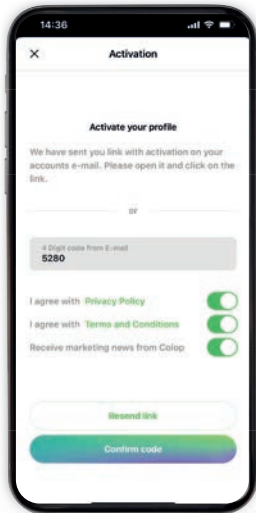 14:36
Activation
Activate your profile
We have sent you link with activation on your
accounts e-mail. Please open it and click on the
link.
or
4 Digit code from E-mail
5280
I agree with Privacy Policy
I agree with Terms and Conditions
Receive marketing news from Colop
Resend link
Confirm code